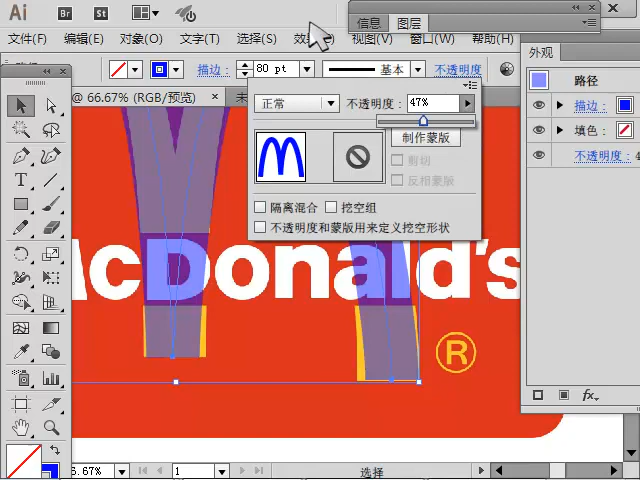 Ai Br St
信息 图层
文件(F) 编辑(E) 对象(O) 文字(T) 选择(S) 视图(V) 窗口(W) 帮助(H)
描边: 80 pt 基本 不透明度
@ 66.67% (RGB/预览) ×
外观
正常 不透明度: 47%
路径
制作蒙版
描边:
剪切
填色:
反相蒙版
不透明度: 4
隔离混合 挖空组
不透明度和蒙版用来定义挖空形状
McDonald's
®
fx
6.67% 1 选择